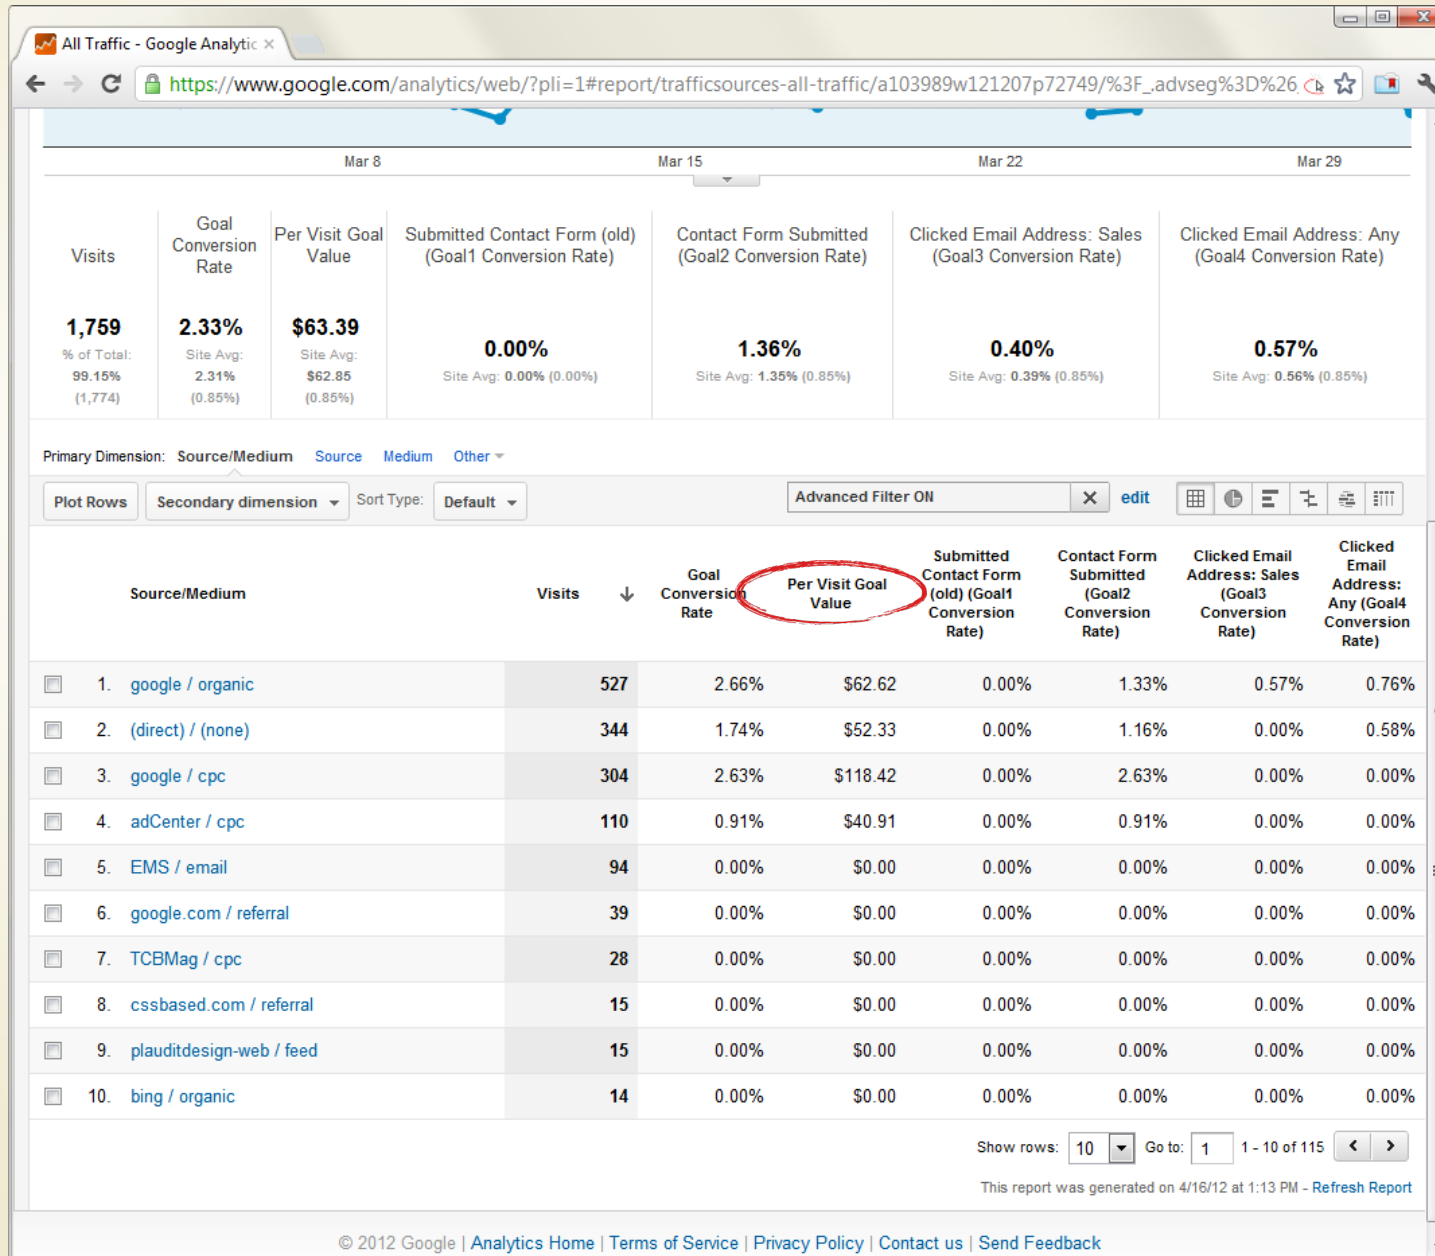 All Traffic - Google Analytic ×
https://www.google.com/analytics/web/?pli=1#report/trafficsources-all-traffic/a103989w121207p72749/%3F_.advseg%3D%26
Mar 8 Mar 15 Mar 22 Mar 29
Visits
Goal
Conversion
Rate
Per Visit Goal
Value
Submitted Contact Form (old)
(Goal1 Conversion Rate)
Contact Form Submitted
(Goal2 Conversion Rate)
Clicked Email Address: Sales
(Goal3 Conversion Rate)
Clicked Email Address: Any
(Goal4 Conversion Rate)
1,759
% of Total:
99.15%
(1,774)
2.33%
Site Avg:
2.31%
(0.85%)
$63.39
Site Avg:
$62.85
(0.85%)
0.00%
Site Avg: 0.00% (0.00%)
1.36%
Site Avg: 1.35% (0.85%)
0.40%
Site Avg: 0.39% (0.85%)
0.57%
Site Avg: 0.56% (0.85%)
Primary Dimension: Source/Medium Source Medium Other
Plot Rows Secondary dimension Sort Type: Default Advanced Filter ON edit
Source/Medium
Visits
Goal
Conversion
Rate
Per Visit Goal
Value
Submitted
Contact Form
(old) (Goal1
Conversion
Rate)
Contact Form
Submitted
(Goal2
Conversion
Rate)
Clicked Email
Address: Sales
(Goal3
Conversion
Rate)
Clicked
Email
Address:
Any (Goal4
Conversion
Rate)
1. google / organic 527 2.66% $62.62 0.00% 1.33% 0.57% 0.76%
2. (direct) / (none) 344 1.74% $52.33 0.00% 1.16% 0.00% 0.58%
3. google / cpc 304 2.63% $118.42 0.00% 2.63% 0.00% 0.00%
4. adCenter / cpc 110 0.91% $40.91 0.00% 0.91% 0.00% 0.00%
5. EMS / email 94 0.00% $0.00 0.00% 0.00% 0.00% 0.00%
6. google.com / referral 39 0.00% $0.00 0.00% 0.00% 0.00% 0.00%
7. TCBMag / cpc 28 0.00% $0.00 0.00% 0.00% 0.00% 0.00%
8. cssbased.com / referral 15 0.00% $0.00 0.00% 0.00% 0.00% 0.00%
9. plauditdesign-web / feed 15 0.00% $0.00 0.00% 0.00% 0.00% 0.00%
10. bing / organic 14 0.00% $0.00 0.00% 0.00% 0.00% 0.00%
Show rows: 10 Go to: 1 1 - 10 of 115
This report was generated on 4/16/12 at 1:13 PM - Refresh Report
© 2012 Google | Analytics Home | Terms of Service | Privacy Policy | Contact us | Send Feedback